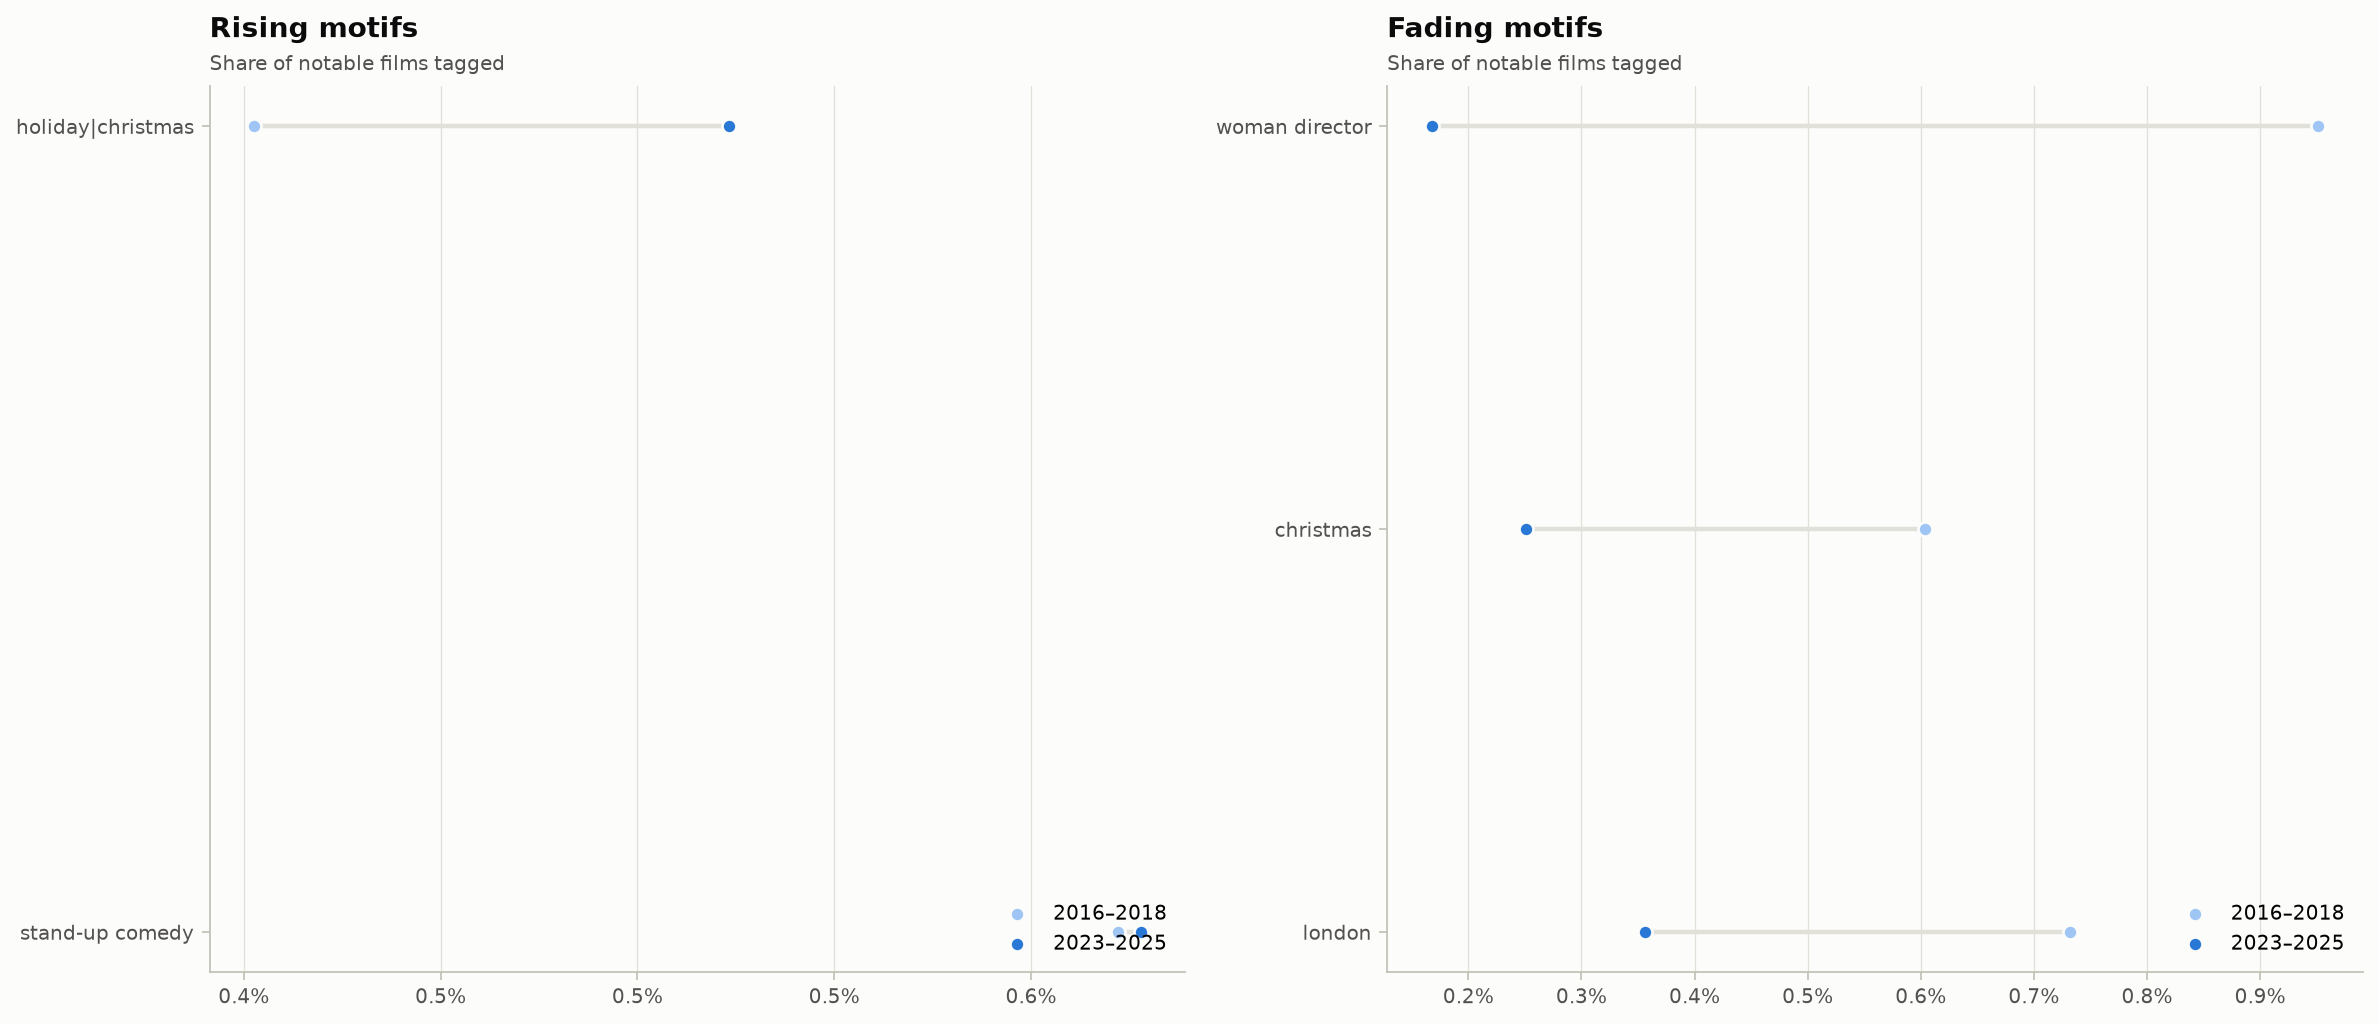 Rising motifs
Share of notable films tagged
holiday|christmas
stand-up comedy
2016–2018
2023–2025
0.4% 0.5% 0.5% 0.5% 0.6%
Fading motifs
Share of notable films tagged
woman director
christmas
london
2016–2018
2023–2025
0.2% 0.3% 0.4% 0.5% 0.6% 0.7% 0.8% 0.9%